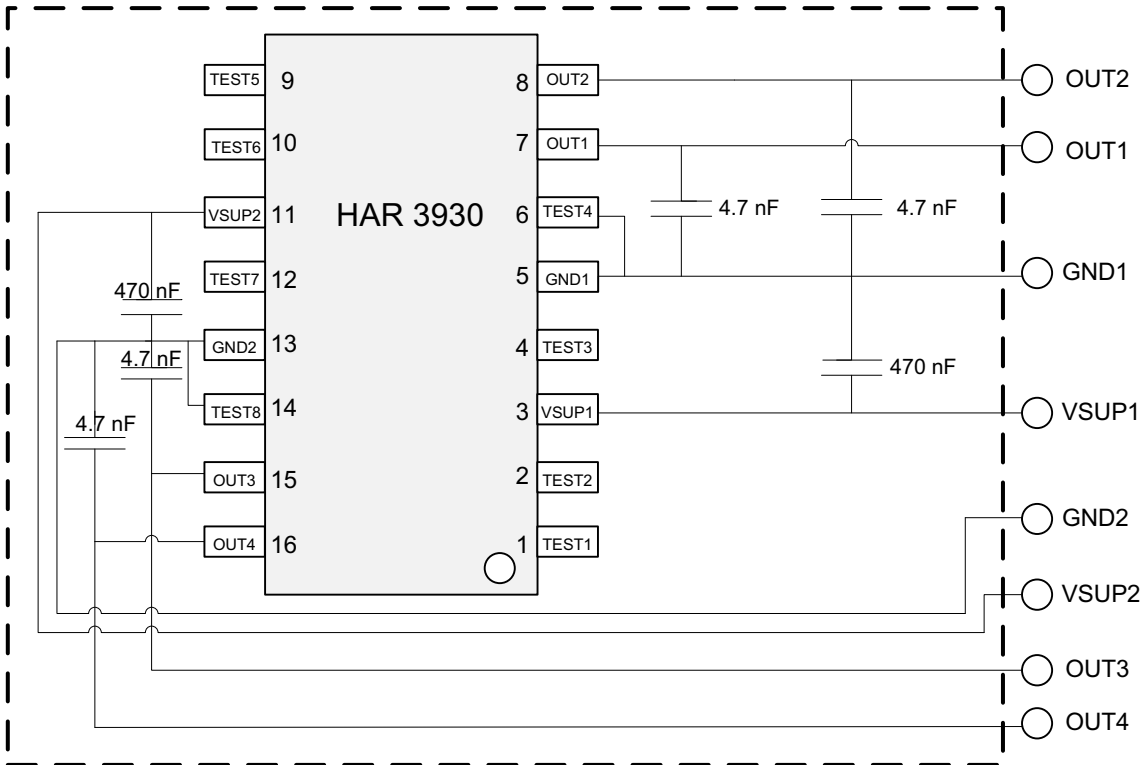 TEST5 9 8 OUT2 OUT2
TEST6 10 7 OUT1 OUT1
VSUP2 11 HAR 3930 6 TEST4 4.7 nF 4.7 nF
TEST7 12 5 GND1 GND1
470 nF
GND2 13 4 TEST3
4.7 nF 470 nF
TEST8 14 3 VSUP1 VSUP1
4.7 nF
OUT3 15 2 TEST2
GND2
OUT4 16 1 TEST1
VSUP2
OUT3
OUT4